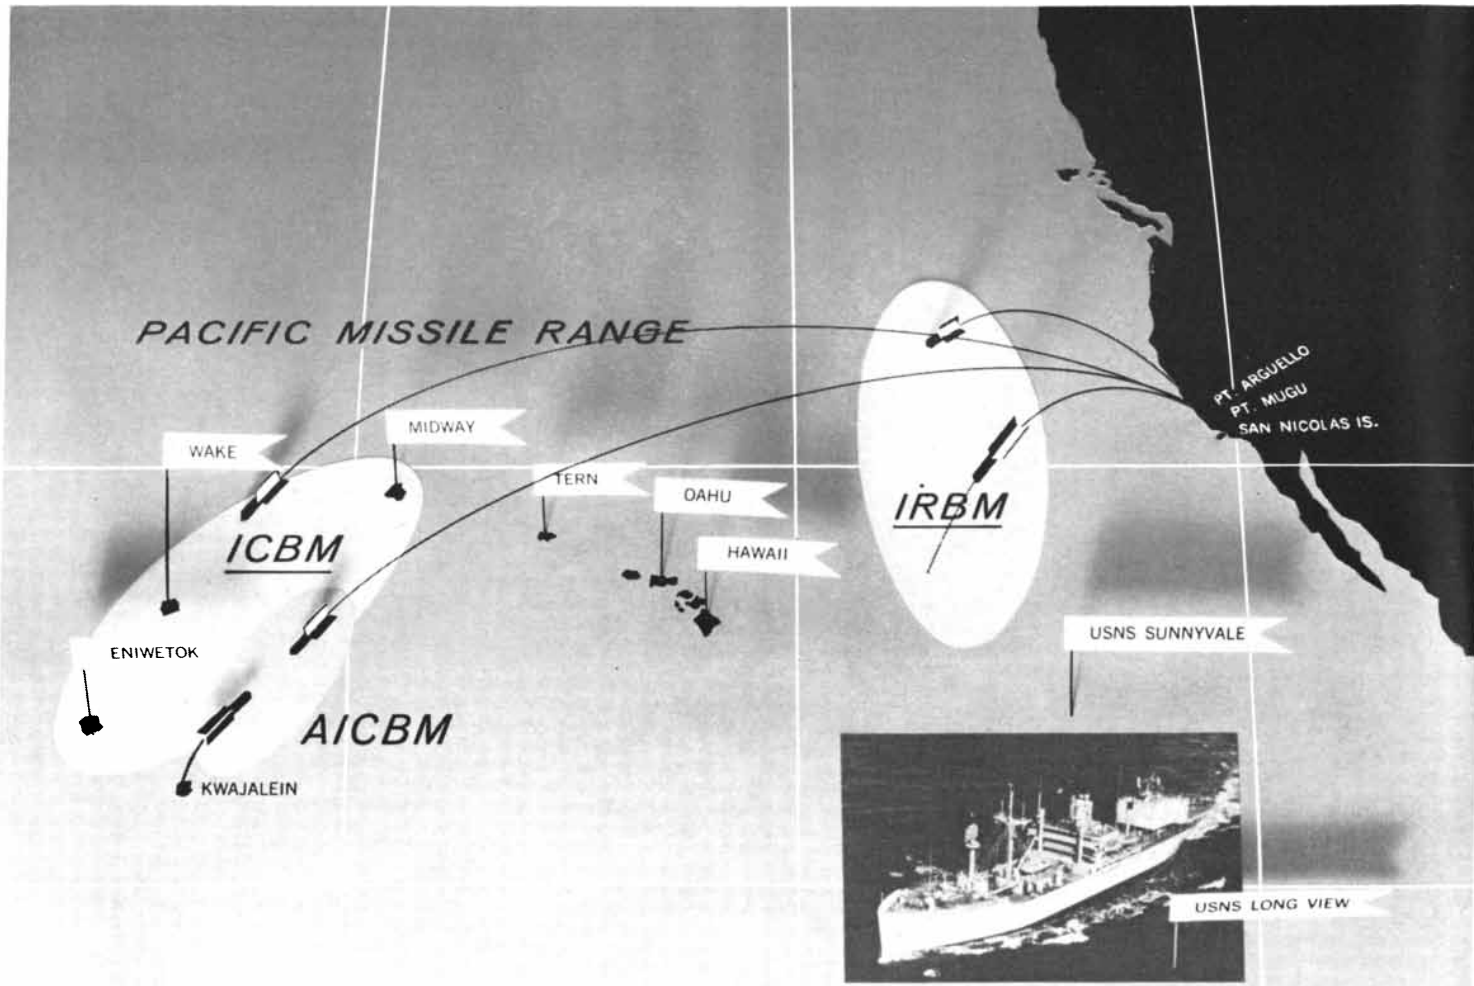 PACIFIC MISSILE RANGE
PT. ARGUELLO
PT. MUGU
SAN NICOLAS IS.
WAKE
MIDWAY
TERN
OAHU
HAWAII
IRBM
ICBM
ENIWETOK
USNS SUNNYVALE
AICBM
KWAJALEIN
USNS LONG VIEW